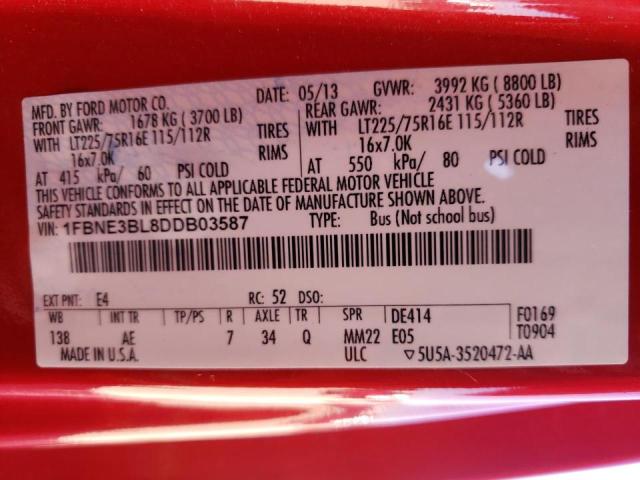 MFD. BY FORD MOTOR CO. DATE: 05/13 GVWR: 3992 KG (8800 LB)
FRONT GAWR: 1678 KG (3700 LB) REAR GAWR: 2431 KG (5360 LB)
WITH LT225/75R16E 115/112R TIRES WITH LT225/75R16E 115/112R TIRES
16x7.0K RIMS 16x7.0K RIMS
AT 415 kPa/ 60 PSI COLD AT 550 kPa/ 80 PSI COLD
THIS VEHICLE CONFORMS TO ALL APPLICABLE FEDERAL MOTOR VEHICLE
SAFETY STANDARDS IN EFFECT ON THE DATE OF MANUFACTURE SHOWN ABOVE.
VIN: 1FBNE3BL8DDB03587 TYPE: Bus (Not school bus)
EXT PNT: E4 RC: 52 DSO:
WB INT TR TP/PS R AXLE TR SPR DE414 F0169
138 AE 7 34 Q MM22 E05 T0904
MADE IN U.S.A. ULC ▽5U5A-3520472-AA